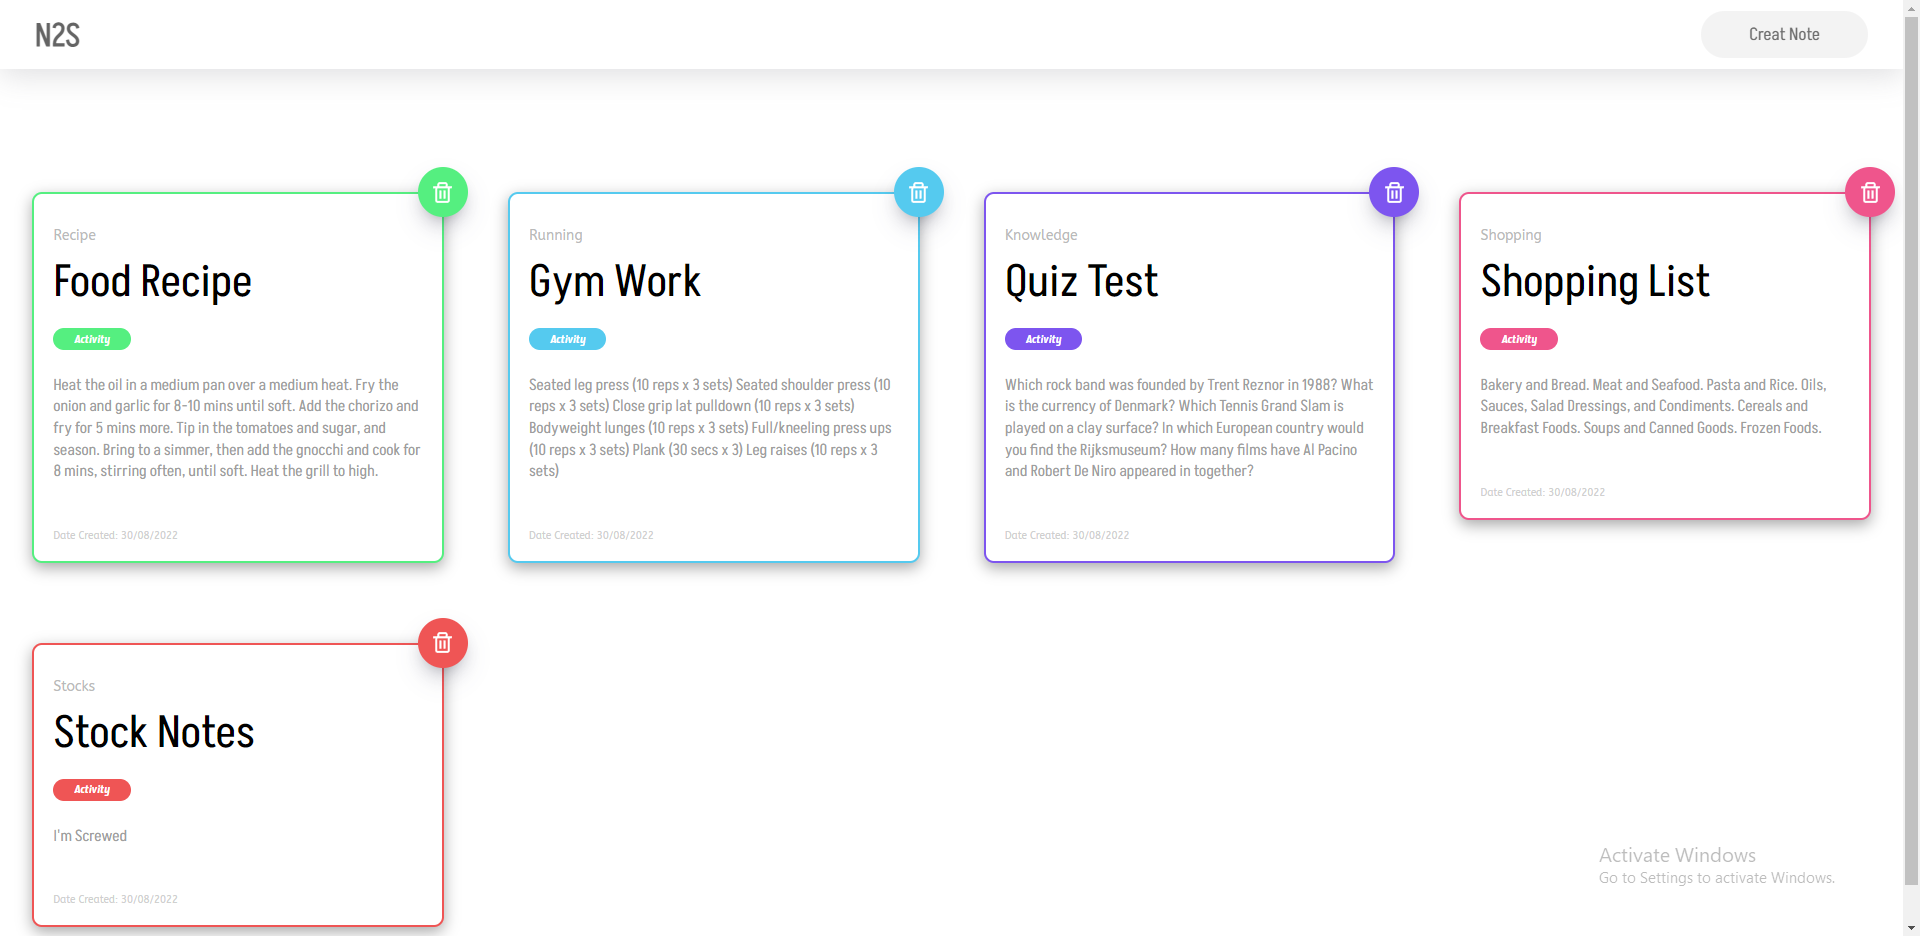 N2S
Creat Note
Recipe
Food Recipe
Activity
Heat the oil in a medium pan over a medium heat. Fry the
onion and garlic for 8-10 mins until soft. Add the chorizo and
fry for 5 mins more. Tip in the tomatoes and sugar, and
season. Bring to a simmer, then add the gnocchi and cook for
8 mins, stirring often, until soft. Heat the grill to high.
Date Created: 30/08/2022
Running
Gym Work
Activity
Seated leg press (10 reps x 3 sets) Seated shoulder press (10
reps x 3 sets) Close grip lat pulldown (10 reps x 3 sets)
Bodyweight lunges (10 reps x 3 sets) Full/kneeling press ups
(10 reps x 3 sets) Plank (30 secs x 3) Leg raises (10 reps x 3
sets)
Date Created: 30/08/2022
Knowledge
Quiz Test
Activity
Which rock band was founded by Trent Reznor in 1988? What
is the currency of Denmark? Which Tennis Grand Slam is
played on a clay surface? In which European country would
you find the Rijksmuseum? How many films have Al Pacino
and Robert De Niro appeared in together?
Date Created: 30/08/2022
Shopping
Shopping List
Activity
Bakery and Bread. Meat and Seafood. Pasta and Rice. Oils,
Sauces, Salad Dressings, and Condiments. Cereals and
Breakfast Foods. Soups and Canned Goods. Frozen Foods.
Date Created: 30/08/2022
Stocks
Stock Notes
Activity
I'm Screwed
Date Created: 30/08/2022
Activate Windows
Go to Settings to activate Windows.